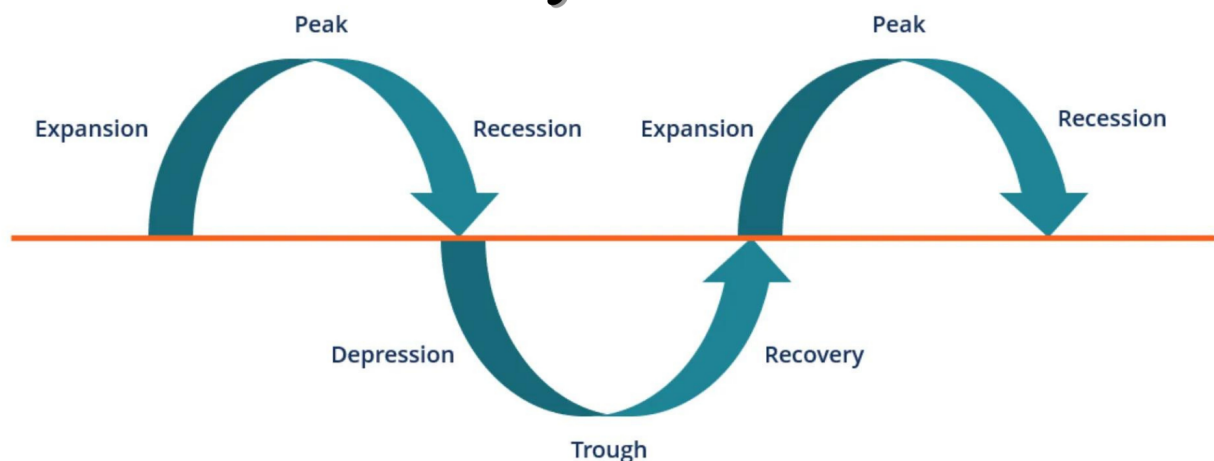 Peak
Peak
Expansion
Recession
Expansion
Recession
Depression
Recovery
Trough